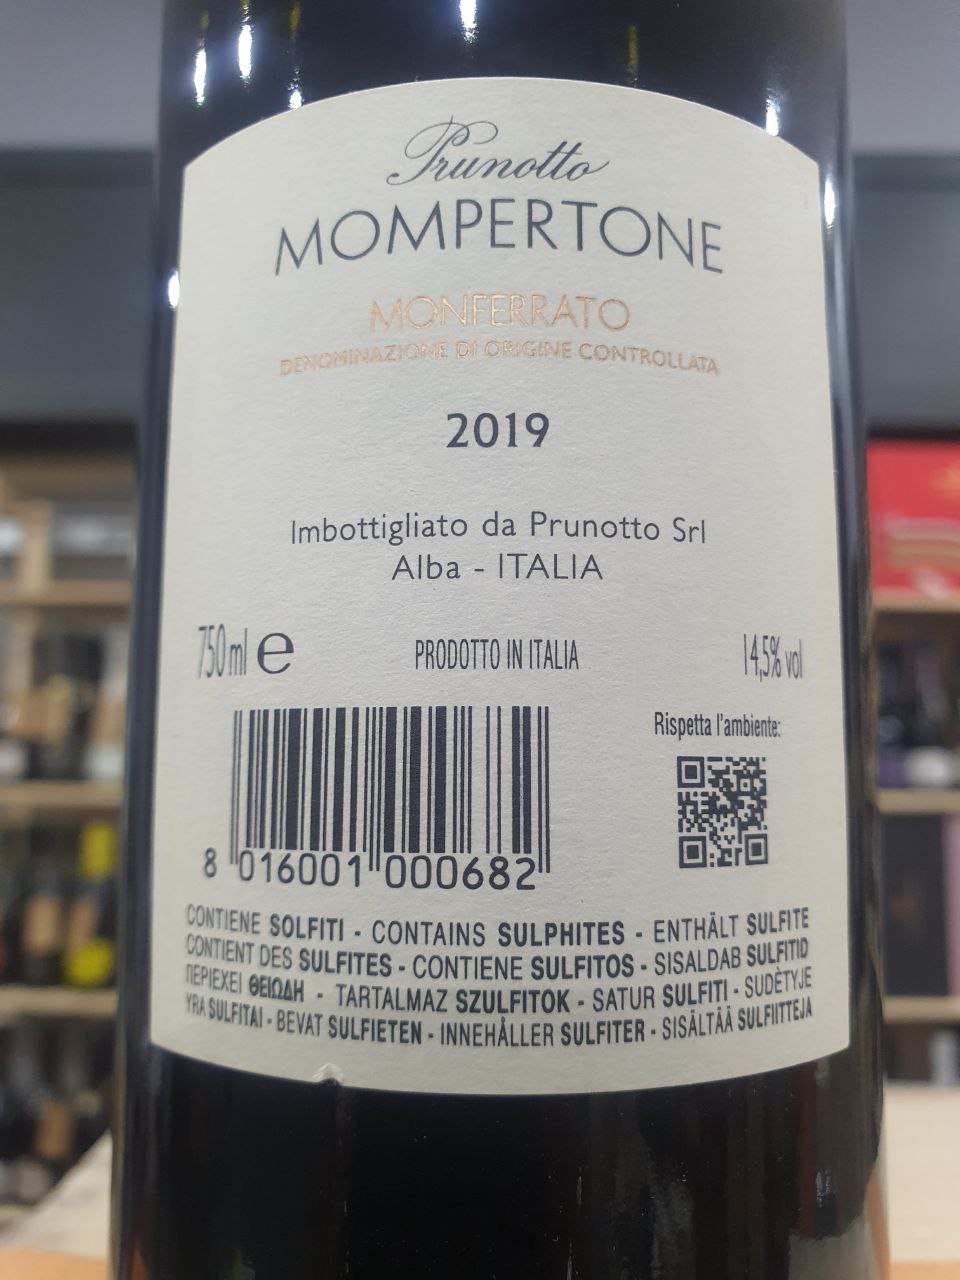 Prunotto
MOMPERTONE
MONFERRATO
DENOMINAZIONE DI ORIGINE CONTROLLATA
2019
Imbottigliato da Prunotto Srl
Alba - ITALIA
750 ml e PRODOTTO IN ITALIA 14,5% vol
Rispetta l'ambiente:
8 016001 000682
CONTIENE SOLFITI - CONTAINS SULPHITES - ENTHÄLT SULFITE
CONTIENT DES SULFITES - CONTIENE SULFITOS - SISALDAB SULFITID
ΠΕΡΙΕΧΕΙ ΘΕΙΩΔΗ - TARTALMAZ SZULFITOK - SATUR SULFITI - SUDĖTYJE
YRA SULFITAI - BEVAT SULFIETEN - INNEHÅLLER SULFITER - SISÄLTÄÄ SULFIITTEJA